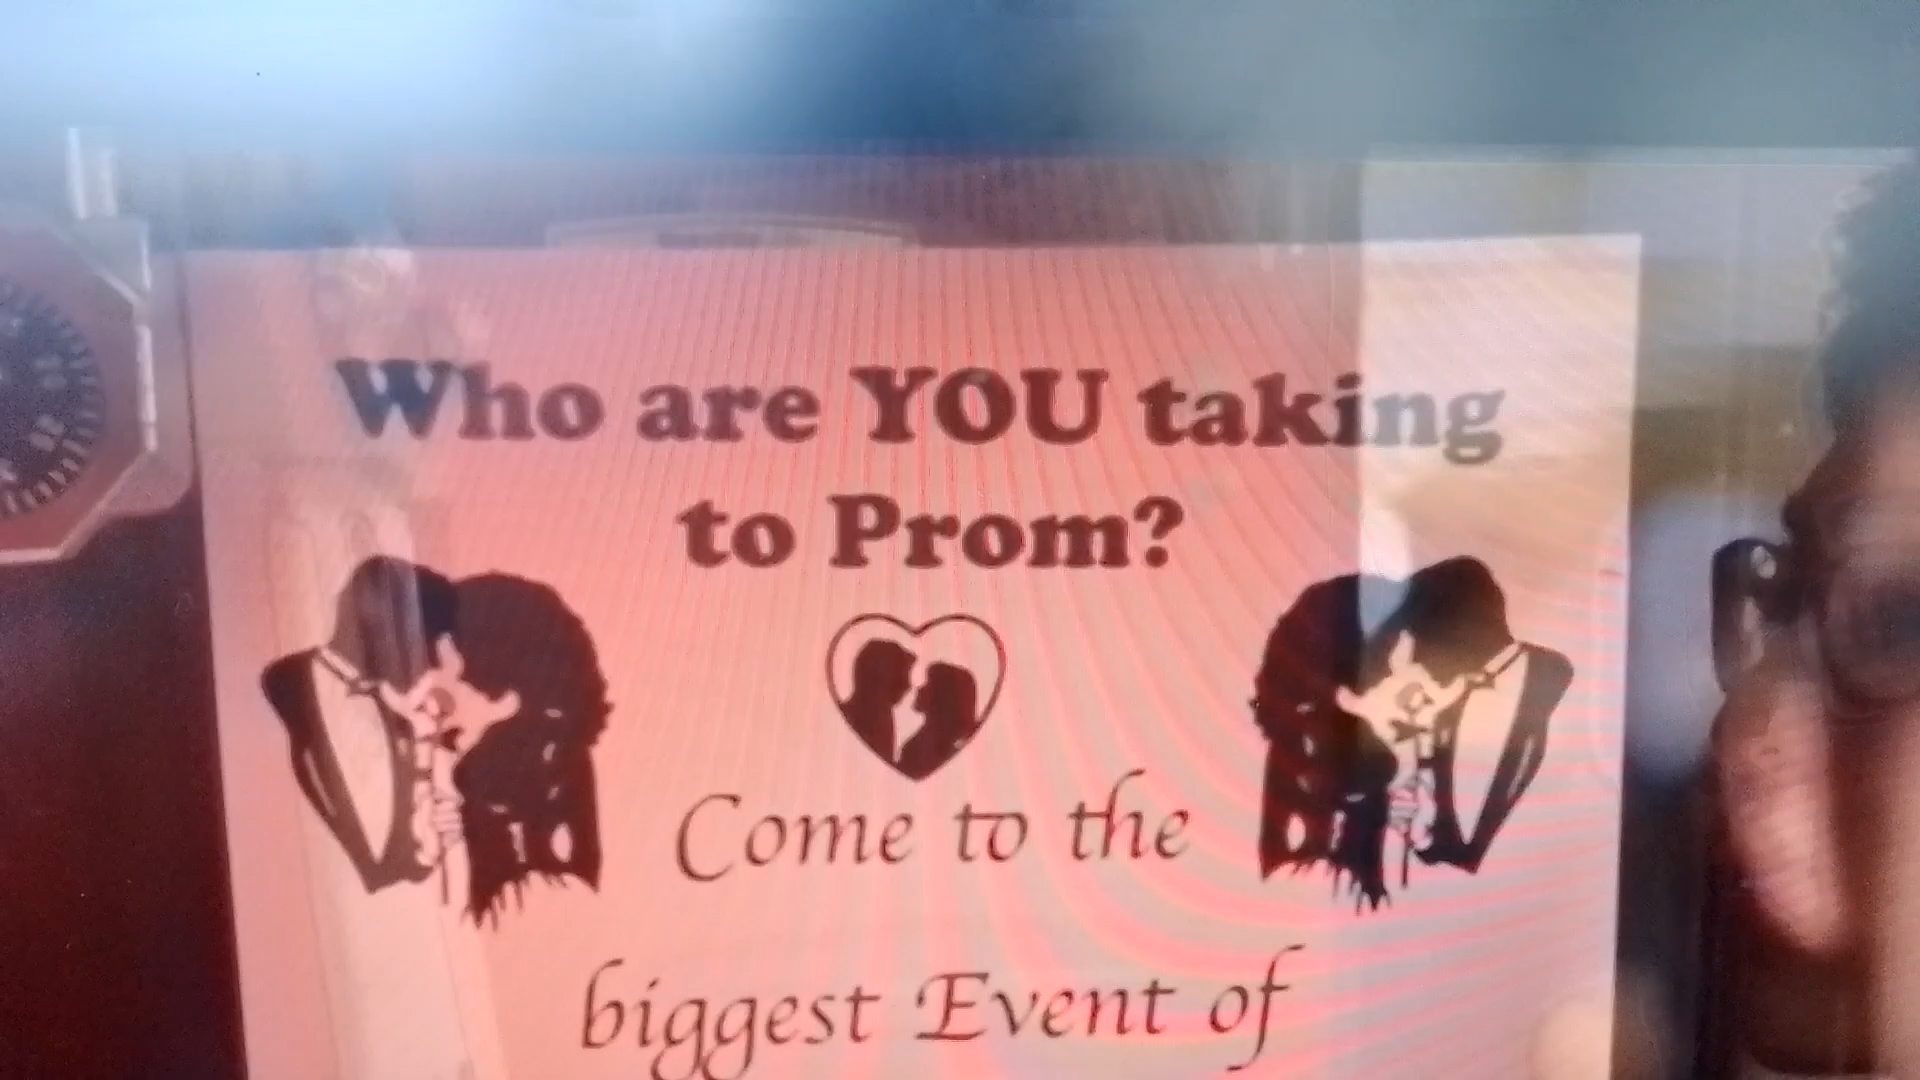 Who are YOU taking
to Prom?
Come to the
biggest Event of